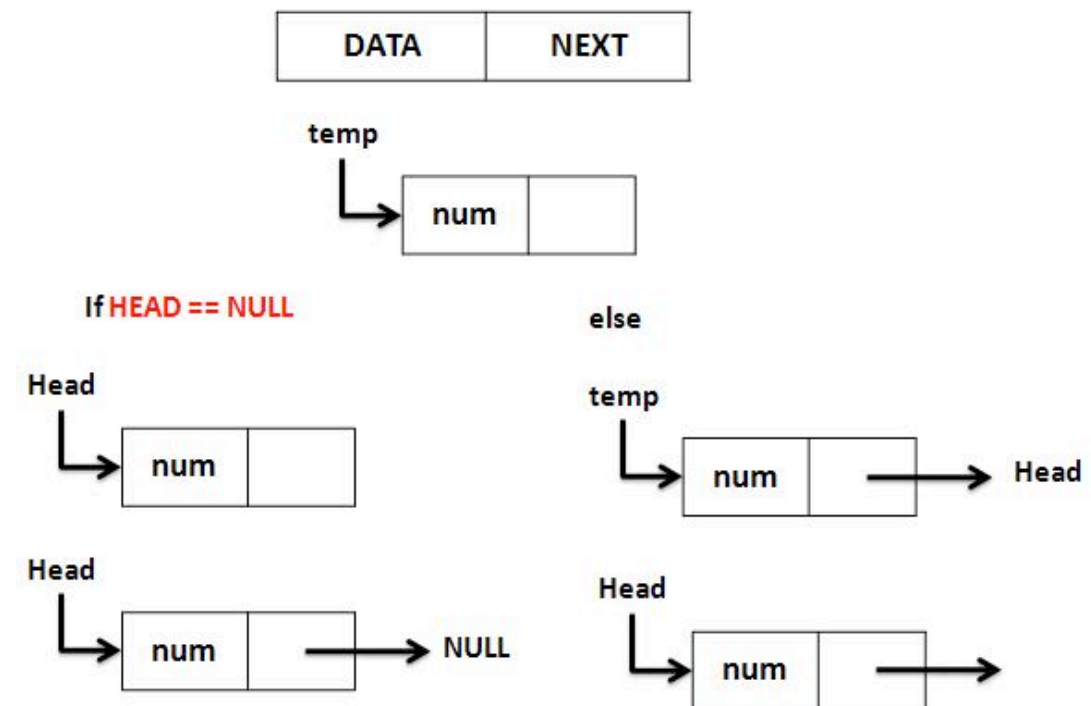 DATA NEXT
temp
num
If HEAD == NULL
else
Head
num
temp
num
Head
Head
num
NULL
Head
num